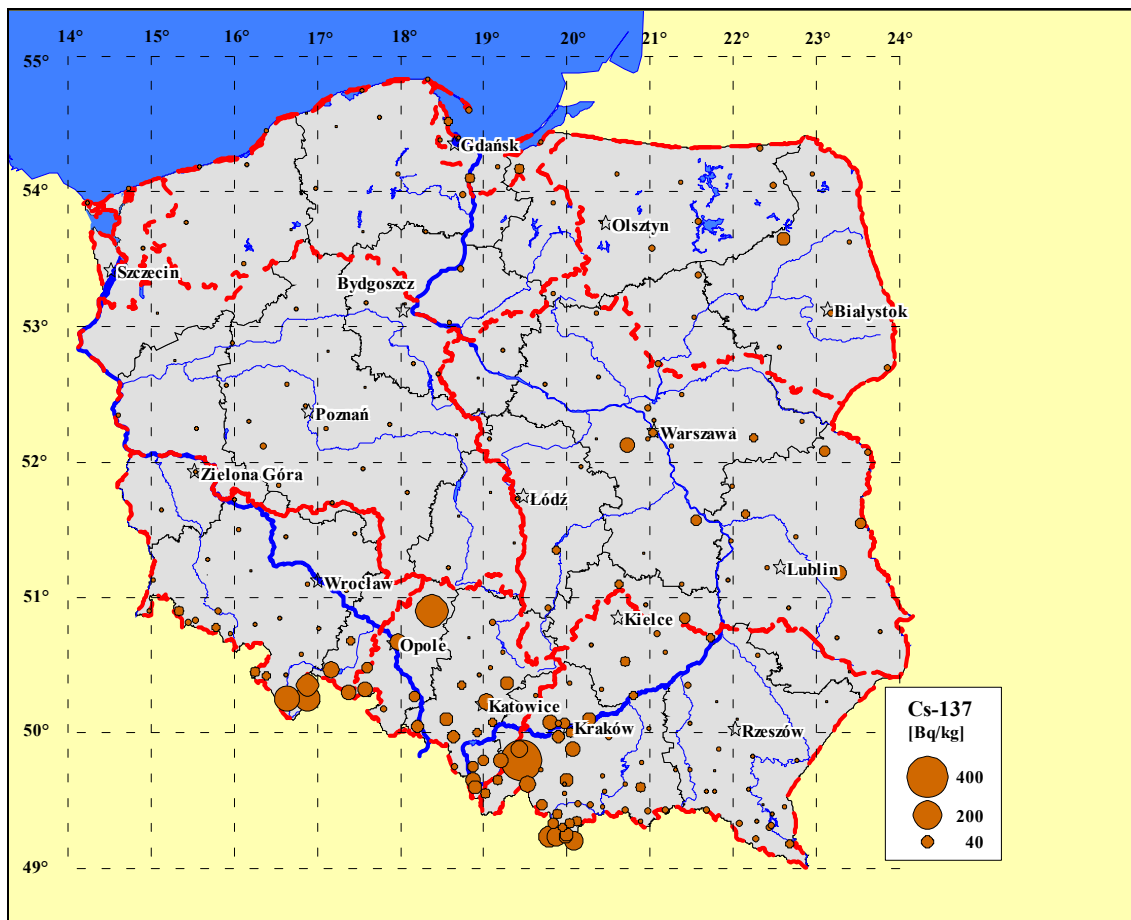 14° 15° 16° 17° 18° 19° 20° 21° 22° 23° 24°
55°
Gdańsk
54°
Olsztyn
Szczecin
Bydgoszcz
Białystok
53°
Poznań
Warszawa
52°
Zielona Góra
Łódź
Lublin
Wrocław
51°
Kielce
Opole
Katowice
Cs-137
Kraków
Rzeszów
[Bq/kg]
50°
400
200
40
49°